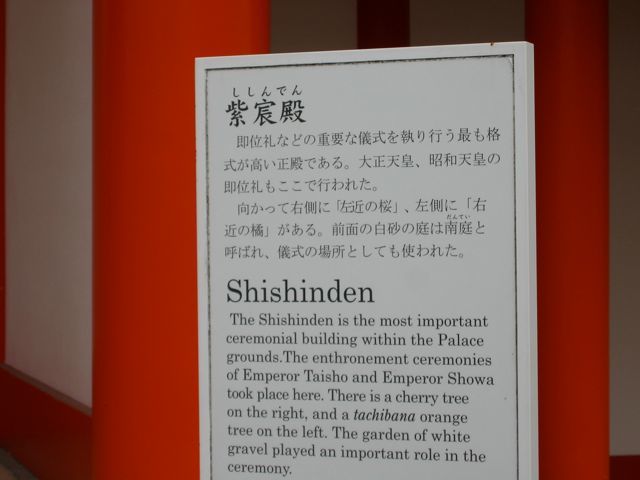 ししんでん
紫宸殿
即位礼などの重要な儀式を執り行う最も格
式が高い正殿である。大正天皇、昭和天皇の
即位礼もここで行われた。
向かって右側に「左近の桜」、左側に「右
近の橘」がある。前面の白砂の庭は南庭と
だんてい
呼ばれ、儀式の場所としても使われた。
Shishinden
The Shishinden is the most important
ceremonial building within the Palace
grounds.The enthronement ceremonies
of Emperor Taisho and Emperor Showa
took place here. There is a cherry tree
on the right, and a tachibana orange
tree on the left. The garden of white
gravel played an important role in the
ceremony.